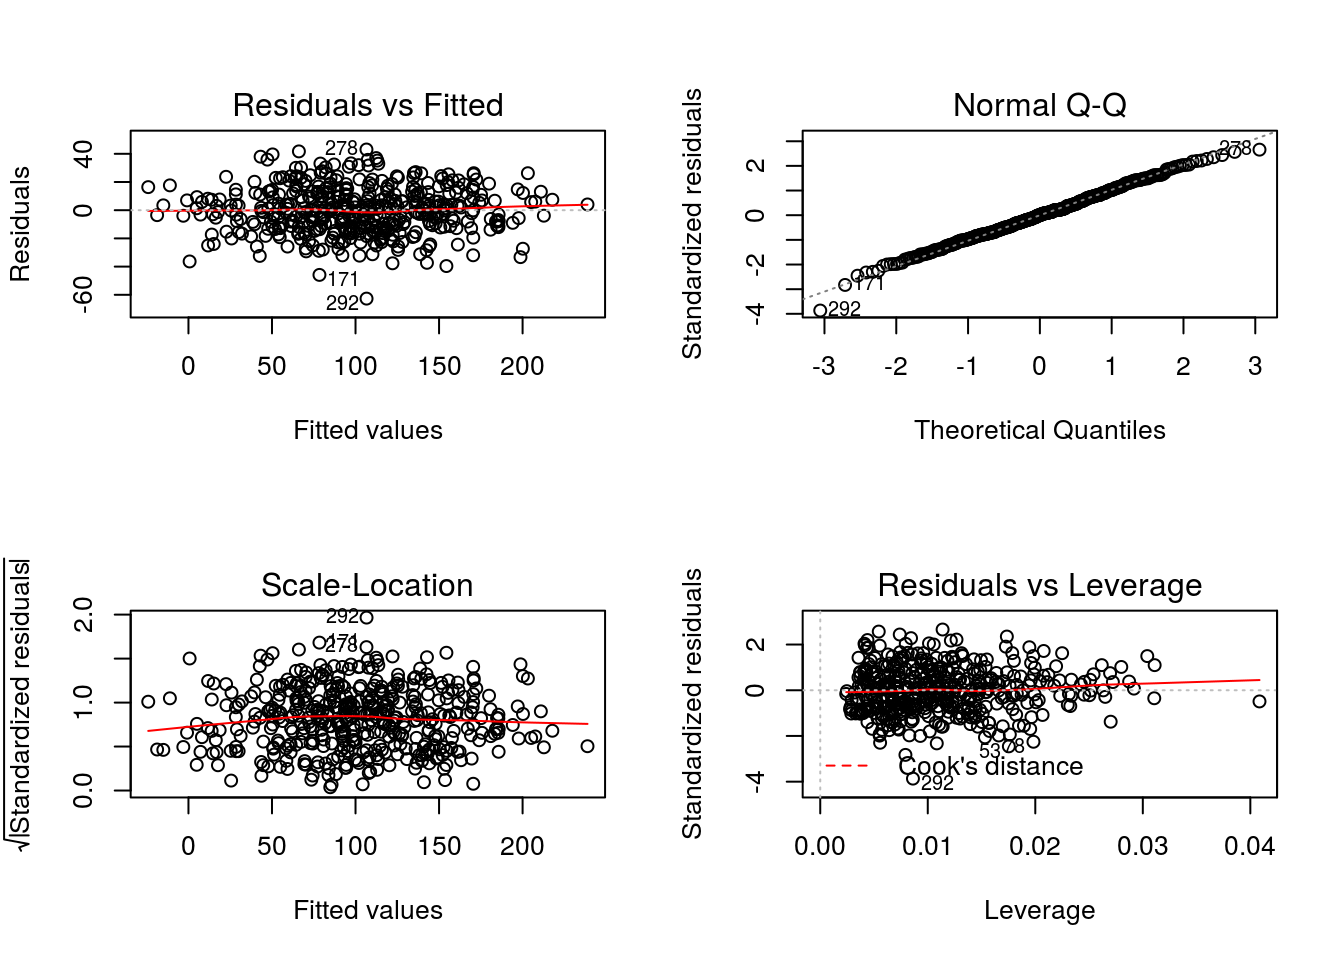 Residuals vs Fitted
Residuals
40
0
-60
278
171
292
0 50 100 150 200
Fitted values
Normal Q-Q
Standardized residuals
2
0
-2
-4
278
171
292
-3 -2 -1 0 1 2 3
Theoretical Quantiles
Scale-Location
√|Standardized residuals|
2.0
1.0
0.0
292
171
278
0 50 100 150 200
Fitted values
Residuals vs Leverage
Standardized residuals
2
0
-2
-4
Cook's distance
292
0.00 0.01 0.02 0.03 0.04
Leverage